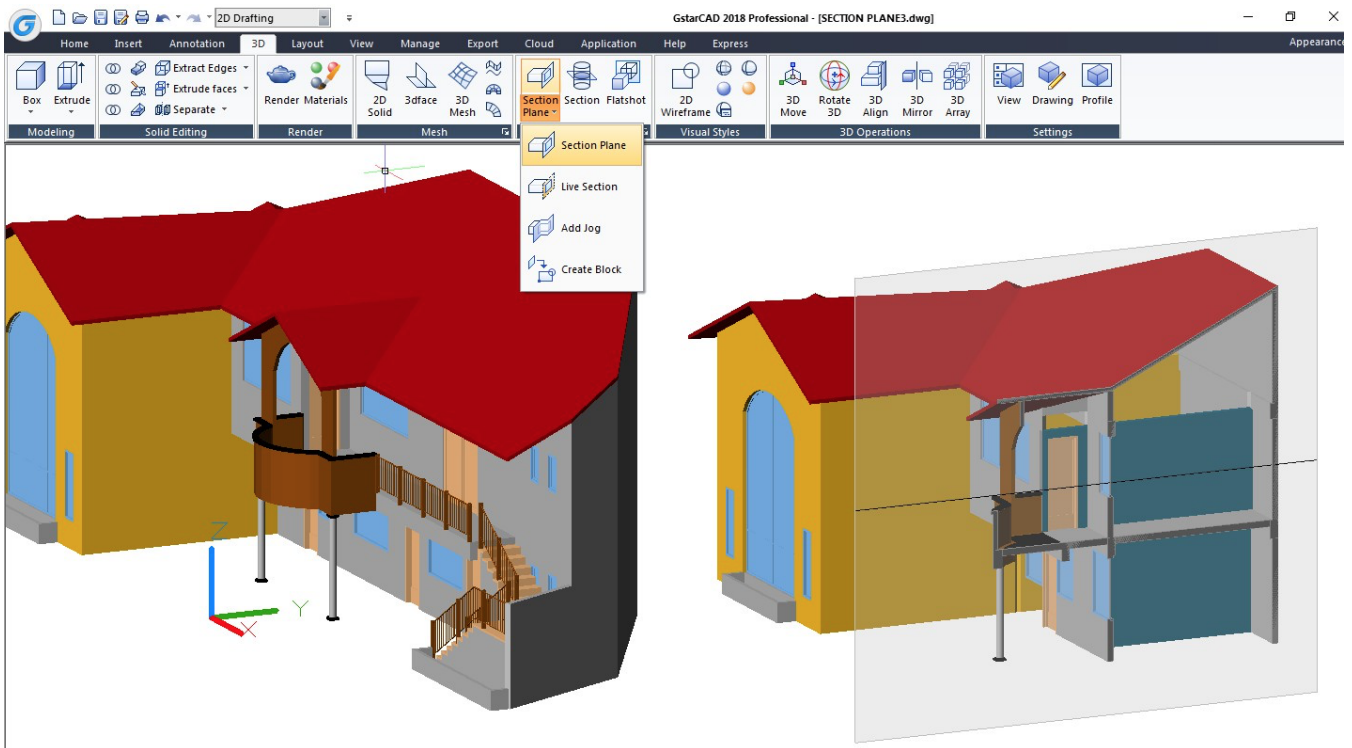 2D Drafting
GstarCAD 2018 Professional - [SECTION PLANE3.dwg]
Home Insert Annotation 3D Layout View Manage Export Cloud Application Help Express Appearance
Extract Edges
Extrude faces
Separate
Box Extrude
Render Materials
2D Solid
3dface
3D Mesh
Section Plane
Section Flatshot
2D Wireframe
3D Move
Rotate 3D
3D Align
3D Mirror
3D Array
View Drawing Profile
Modeling Solid Editing Render Mesh Visual Styles 3D Operations Settings
Section Plane
Live Section
Add Jog
Create Block
Z
Y
X